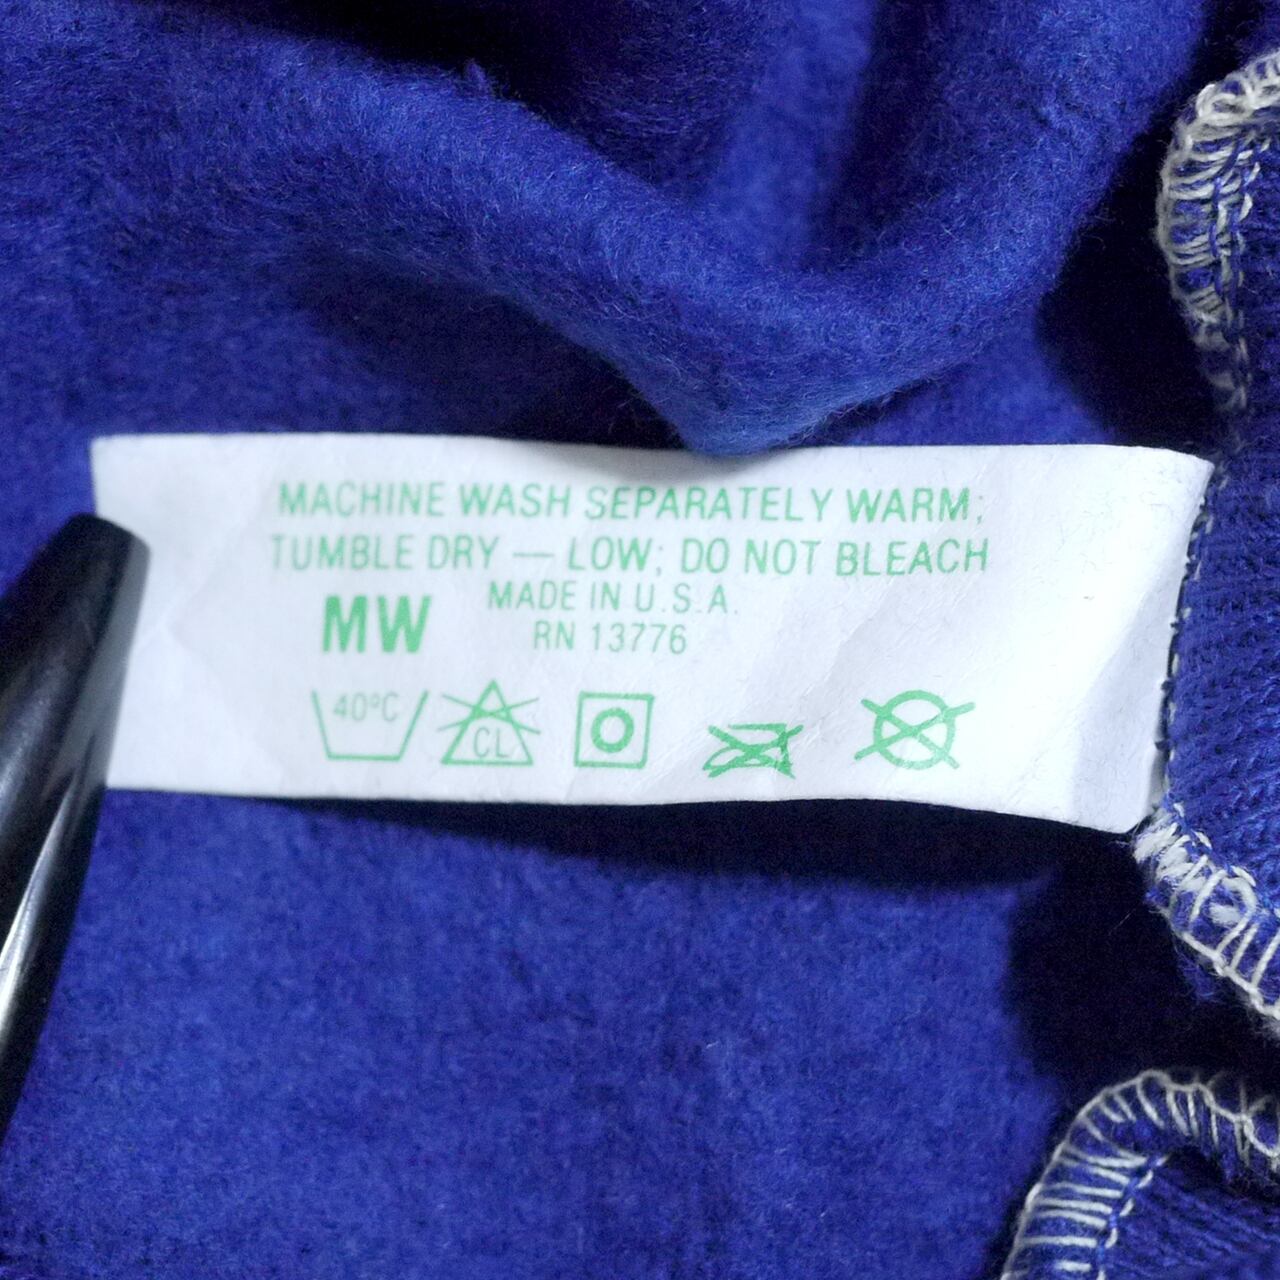 MACHINE WASH SEPARATELY WARM;
TUMBLE DRY — LOW; DO NOT BLEACH
MADE IN U.S.A.
MW RN 13776
40°C CL